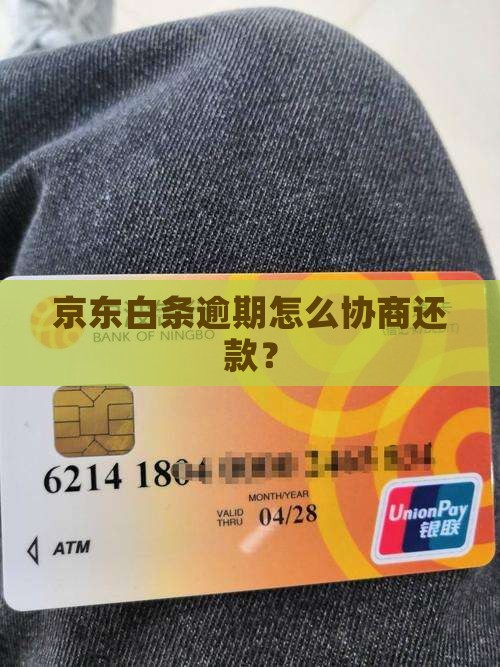 京东白条逾期怎么协商还
款？
BANK OF NINGBO
6214 180
MONTH/YEAR
VALID
THRU 04/28
ATM
UnionPay
银联